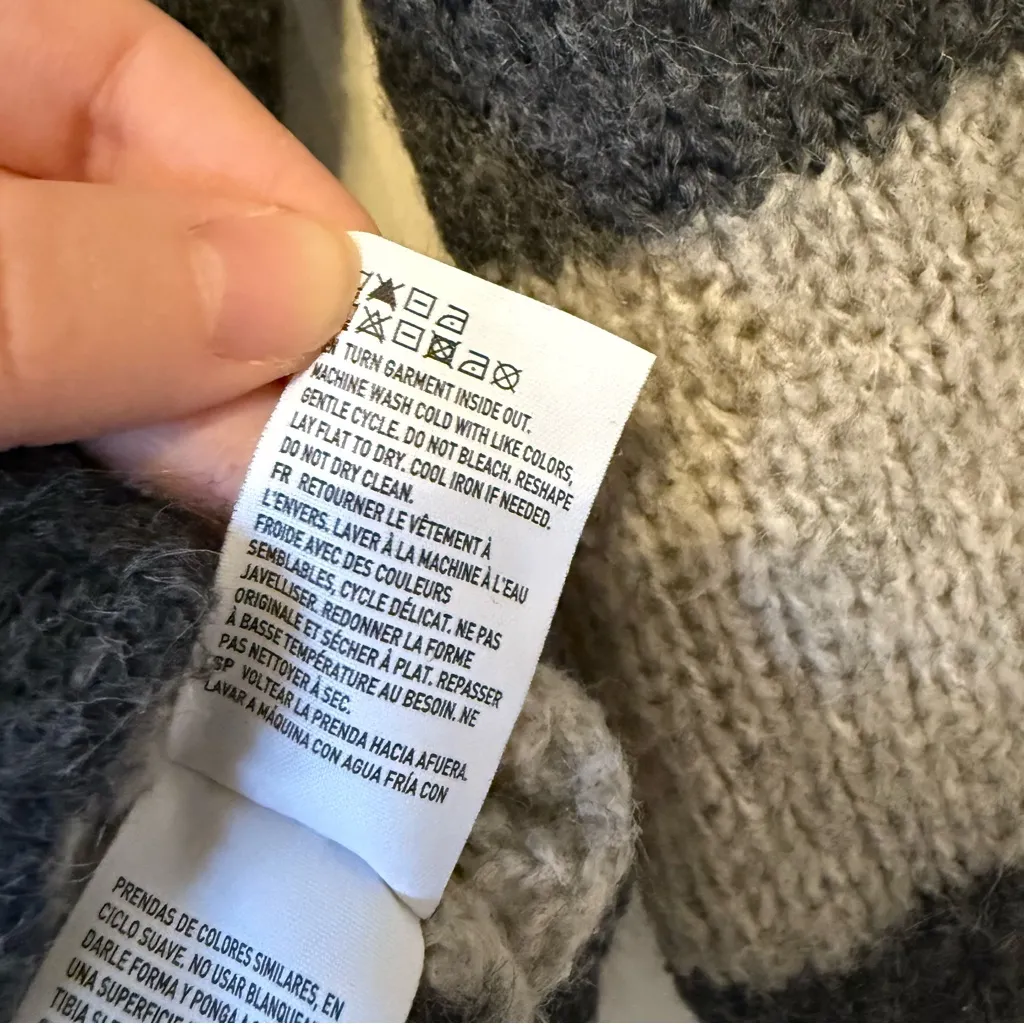 TURN GARMENT INSIDE OUT.
MACHINE WASH COLD WITH LIKE COLORS,
GENTLE CYCLE. DO NOT BLEACH. RESHAPE
LAY FLAT TO DRY. COOL IRON IF NEEDED.
DO NOT DRY CLEAN.
FR RETOURNER LE VÊTEMENT À
L'ENVERS. LAVER À LA MACHINE À L'EAU
FROIDE AVEC DES COULEURS
SEMBLABLES, CYCLE DÉLICAT. NE PAS
JAVELLISER. REDONNER LA FORME
ORIGINALE ET SÉCHER À PLAT. REPASSER
À BASSE TEMPÉRATURE AU BESOIN. NE
PAS NETTOYER À SEC.
SP VOLTEAR LA PRENDA HACIA AFUERA.
LAVAR A MÁQUINA CON AGUA FRÍA CON
PRENDAS DE COLORES SIMILARES, EN
CICLO SUAVE. NO USAR
DARLE FORMA Y PONGA
UNA SUPERFICIE
TIBIA